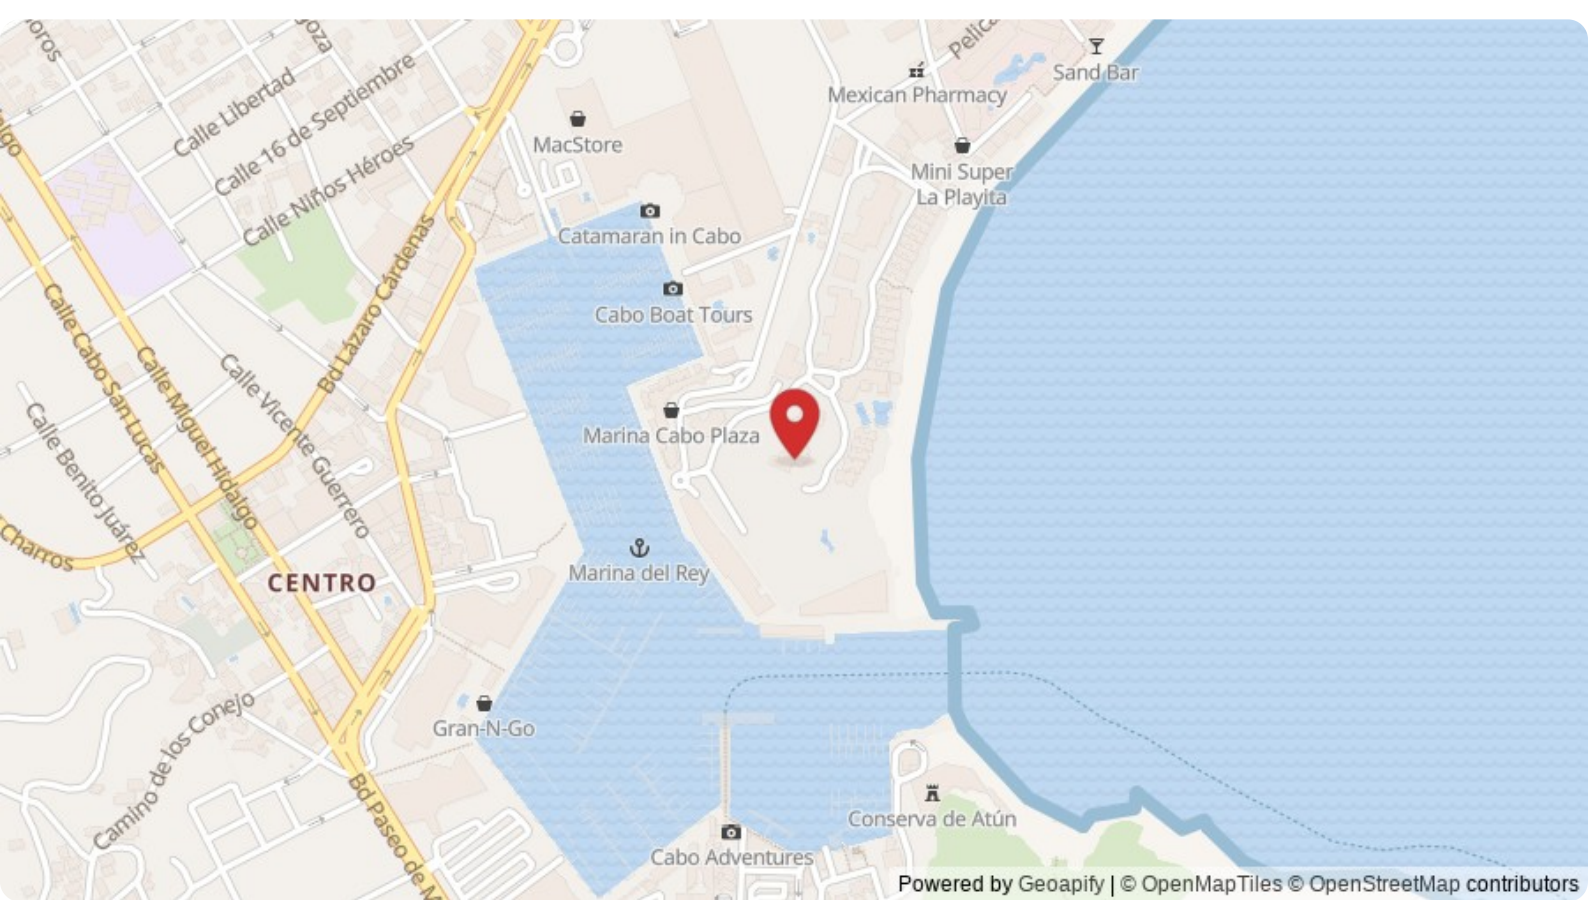 Pelica
Sand Bar
Mexican Pharmacy
Calle Libertad
Calle 16 de Septiembre
Calle Niños Héroes
MacStore
Mini Super
La Playita
Catamaran in Cabo
Cabo Boat Tours
Bd Lázaro Cárdenas
Calle Cabo San Lucas
Calle Miguel Hidalgo
Calle Vicente Guerrero
Calle Benito Juárez
Marina Cabo Plaza
Charros
CENTRO
Marina del Rey
Gran-N-Go
Camino de los Conejo
Bd Paseo de M
Conserva de Atún
Cabo Adventures
Powered by Geoapify | © OpenMapTiles © OpenStreetMap contributors